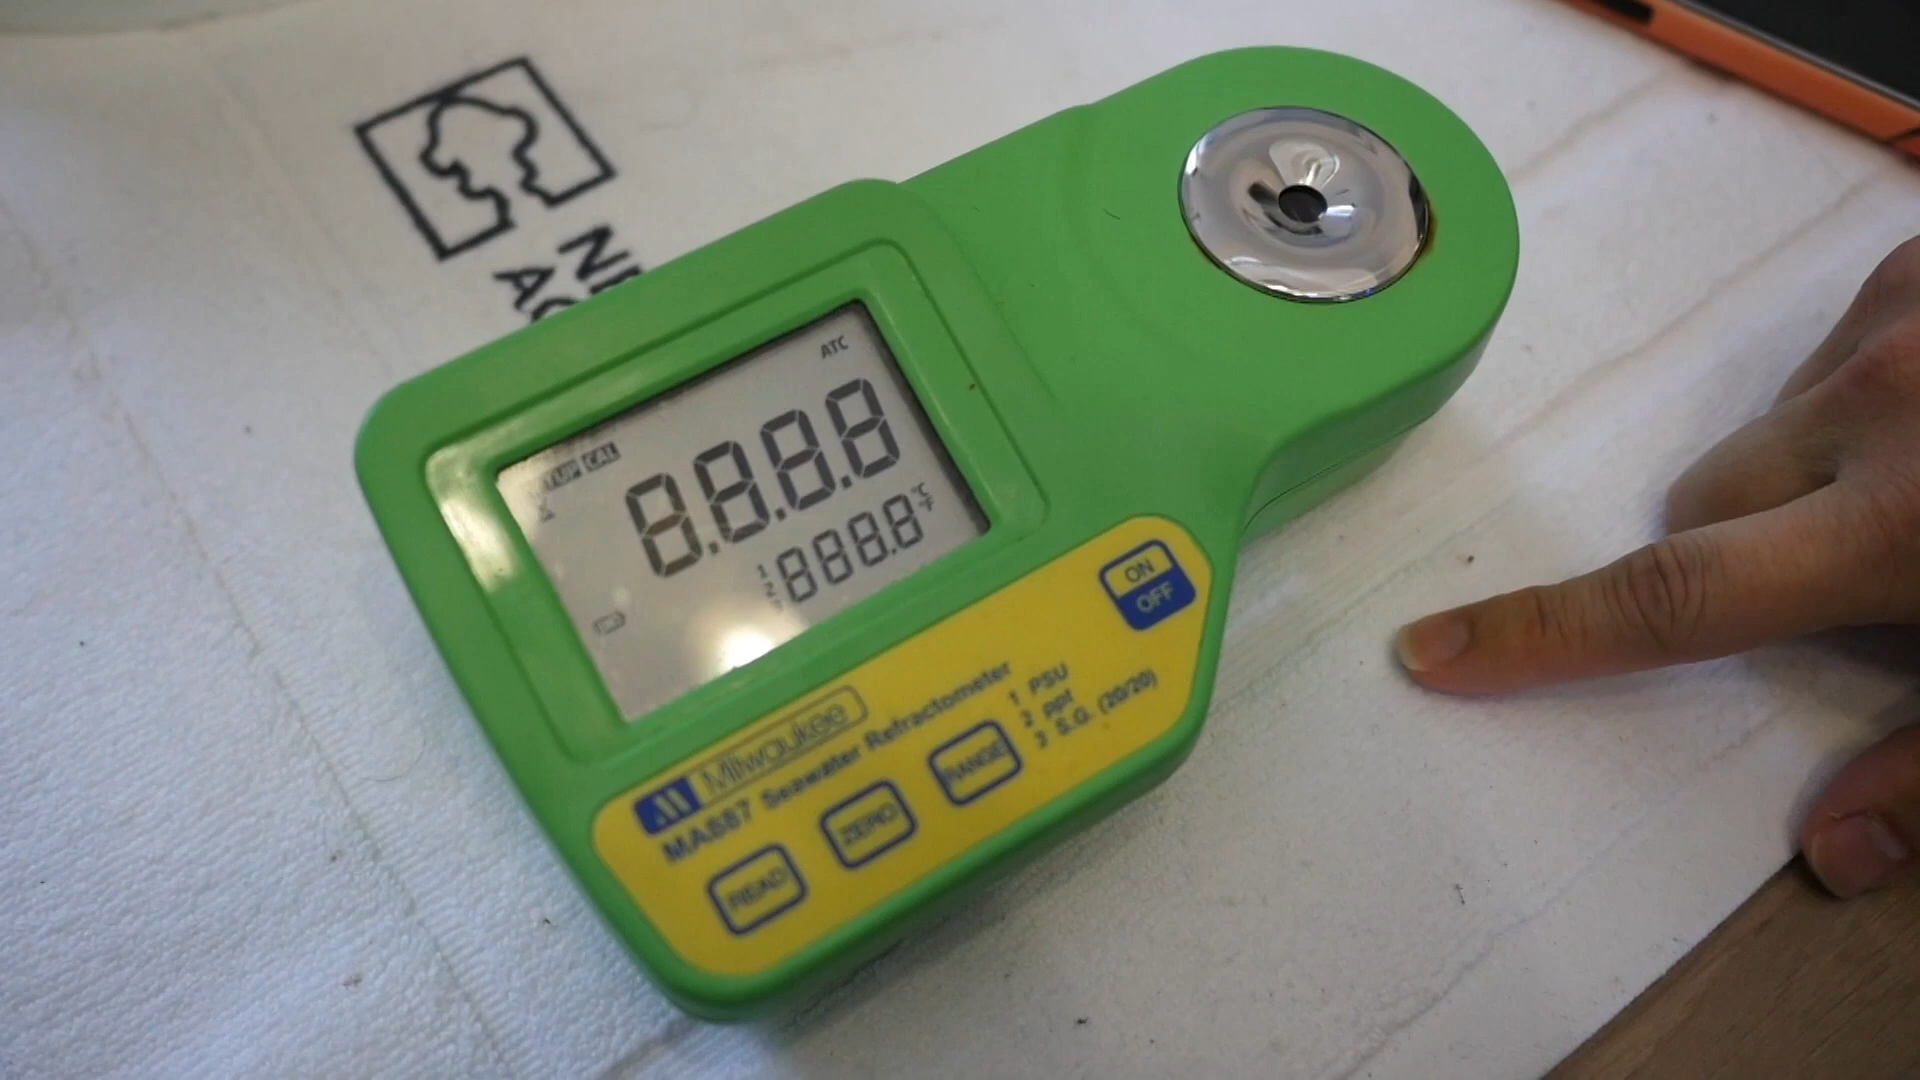 ATC
CAL
8.8.8.8
°C
°F
1
2
888.8
ON
OFF
Milwaukee
MA887 Seawater Refractometer
1 PSU
2 ppt
3 S.G. (20/20)
READ
ZERO
RANGE